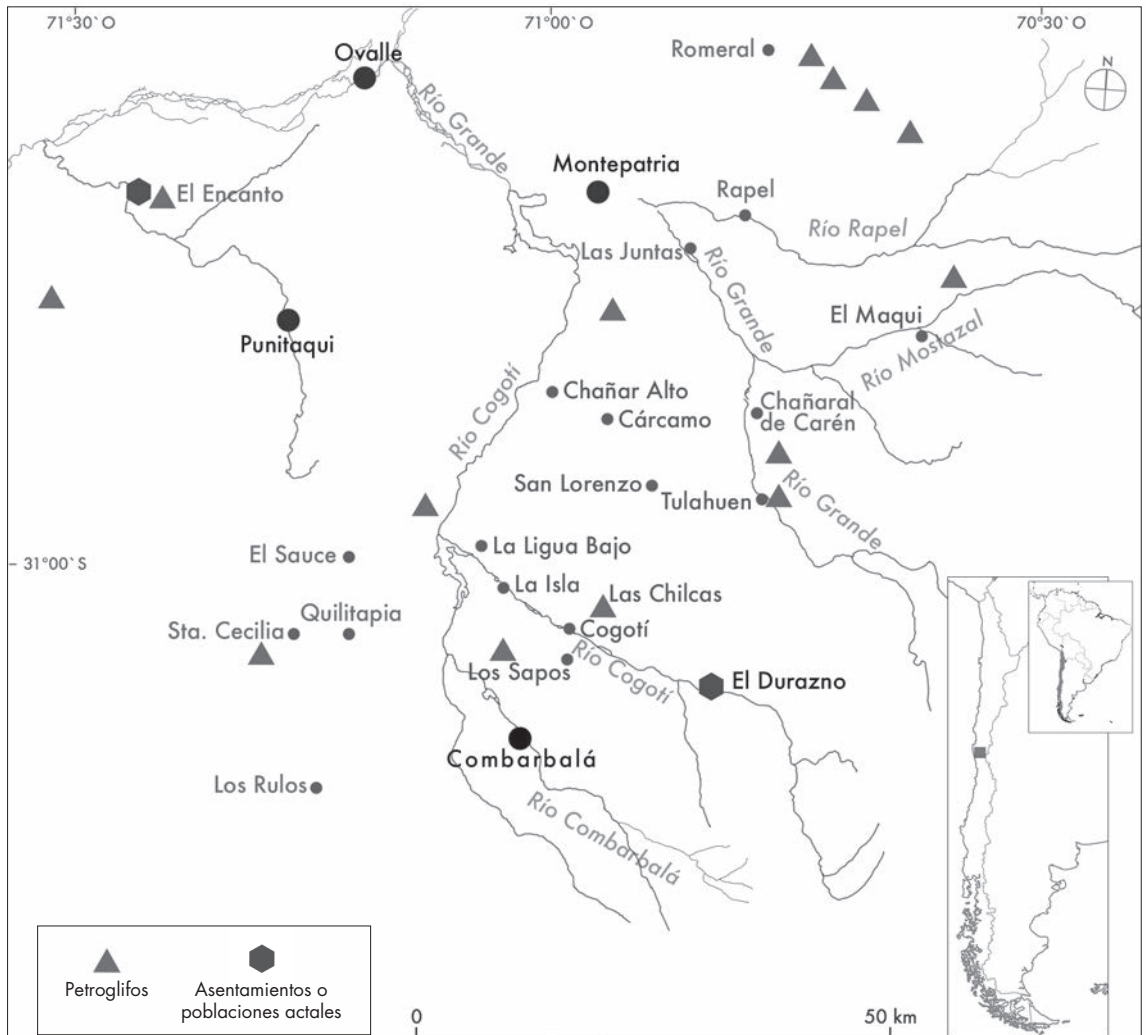 71°30´O
71°00´O
70°30´O
Ovalle
Romeral
N
Río Grande
Montepatria
El Encanto
Rapel
Río Rapel
Las Juntas
Río Grande
El Maqui
Punitaqui
Río Mostazal
Río Cogotí
Chañar Alto
Chañaral
de Carén
Cárcamo
San Lorenzo
Tulahuen
Río Grande
El Sauce
La Ligua Bajo
31°00`S
La Isla
Las Chilcas
Quilitapia
Sta. Cecilia
Cogotí
Los Sapos
Río Cogotí
El Durazno
Combarbalá
Los Rulos
Río Combarbalá
Petroglifos
Asentamientos o
poblaciones actales
0
50 km